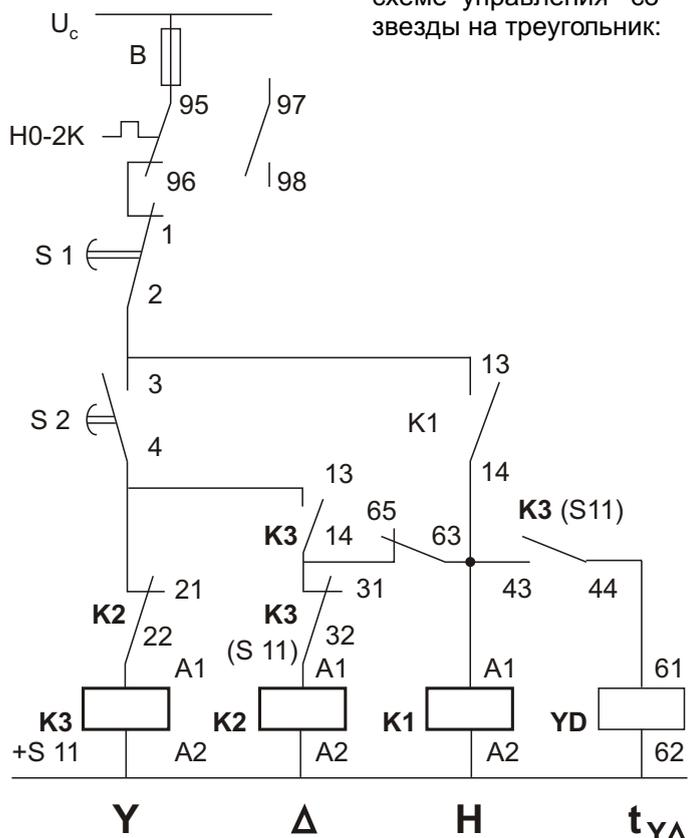 схеме управления со
звезды на треугольник:
Uc
B
95
97
H0-2K
96
98
1
S 1
2
3
13
S 2
K1
4
14
13
K3 (S11)
65
K3
14
63
43
44
21
K3
31
K2
22
(S 11)
32
A1
A1
A1
61
K3
K2
K1
YD
+S 11
A2
A2
A2
62
Y
Δ
H
tYΔ